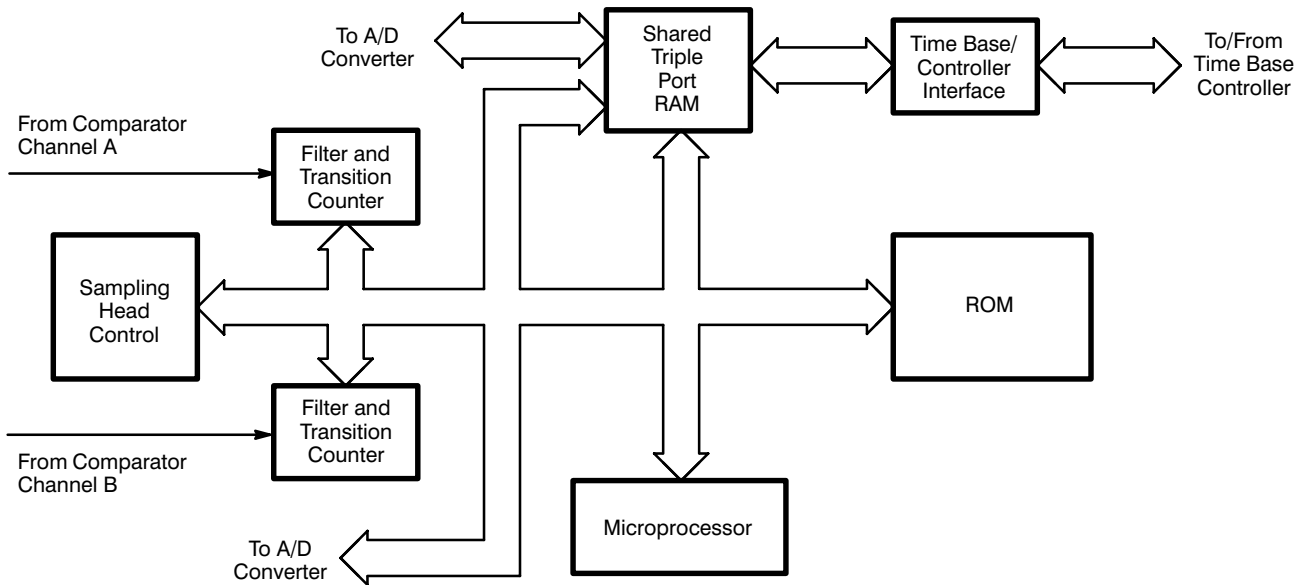 To A/D
Converter
Shared
Triple
Port
RAM
Time Base/
Controller
Interface
To/From
Time Base
Controller
From Comparator
Channel A
Filter and
Transition
Counter
Sampling
Head
Control
ROM
Filter and
Transition
Counter
From Comparator
Channel B
Microprocessor
To A/D
Converter